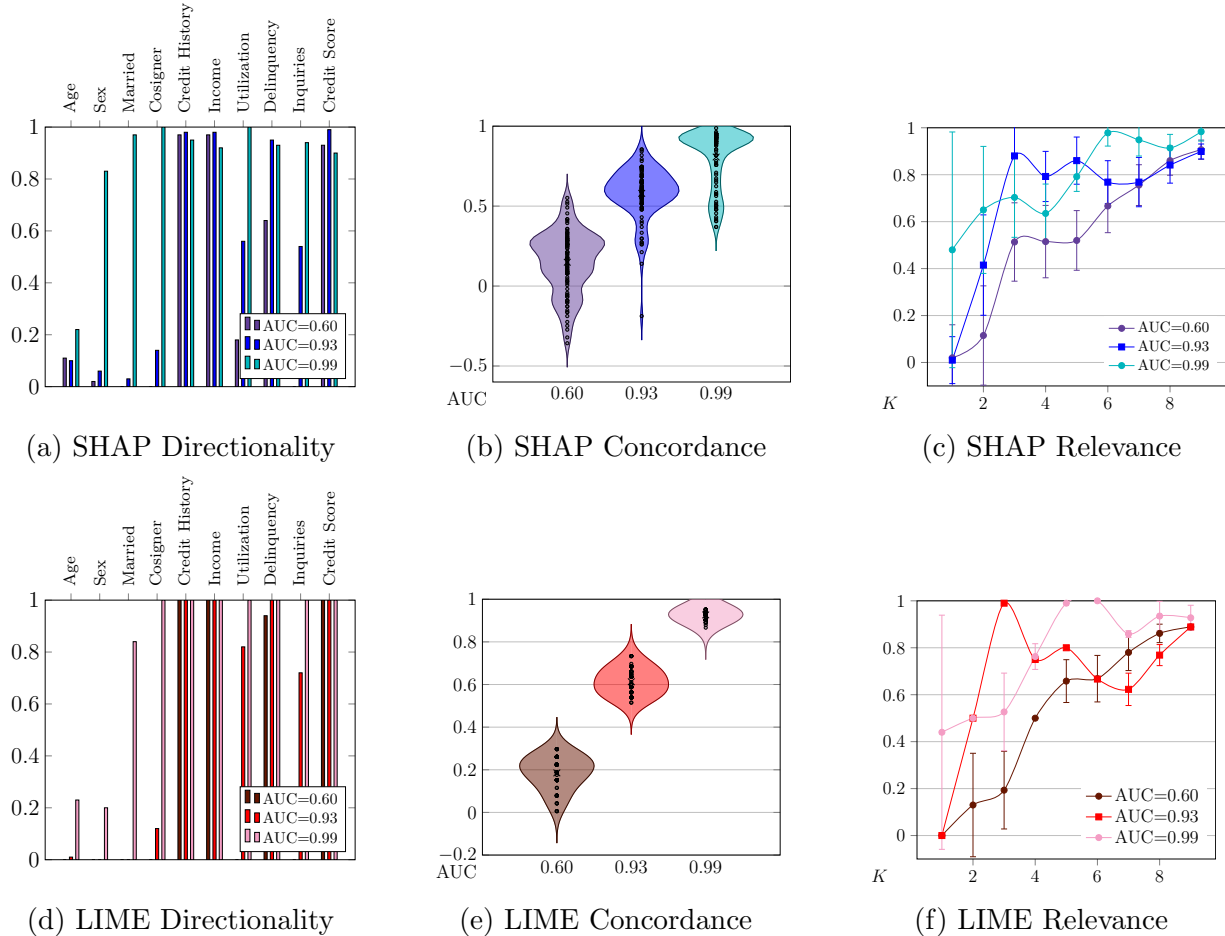 Age
Sex
Married
Cosigner
Credit History
Income
Utilization
Delinquency
Inquiries
Credit Score
1
0.8
0.6
0.4
0.2
0
AUC=0.60
AUC=0.93
AUC=0.99
(a) SHAP Directionality
1
0.5
0
−0.5
AUC
0.60
0.93
0.99
(b) SHAP Concordance
1
0.8
0.6
0.4
0.2
0
AUC=0.60
AUC=0.93
AUC=0.99
K
2
4
6
8
(c) SHAP Relevance
Age
Sex
Married
Cosigner
Credit History
Income
Utilization
Delinquency
Inquiries
Credit Score
1
0.8
0.6
0.4
0.2
0
AUC=0.60
AUC=0.93
AUC=0.99
(d) LIME Directionality
1
0.8
0.6
0.4
0.2
0
−0.2
AUC
0.60
0.93
0.99
(e) LIME Concordance
1
0.8
0.6
0.4
0.2
0
AUC=0.60
AUC=0.93
AUC=0.99
K
2
4
6
8
(f) LIME Relevance